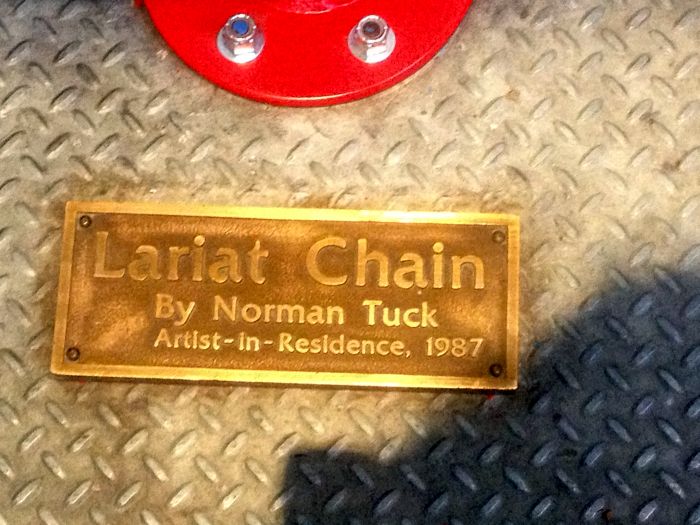 Lariat Chain
By Norman Tuck
Artist-in-Residence, 1987